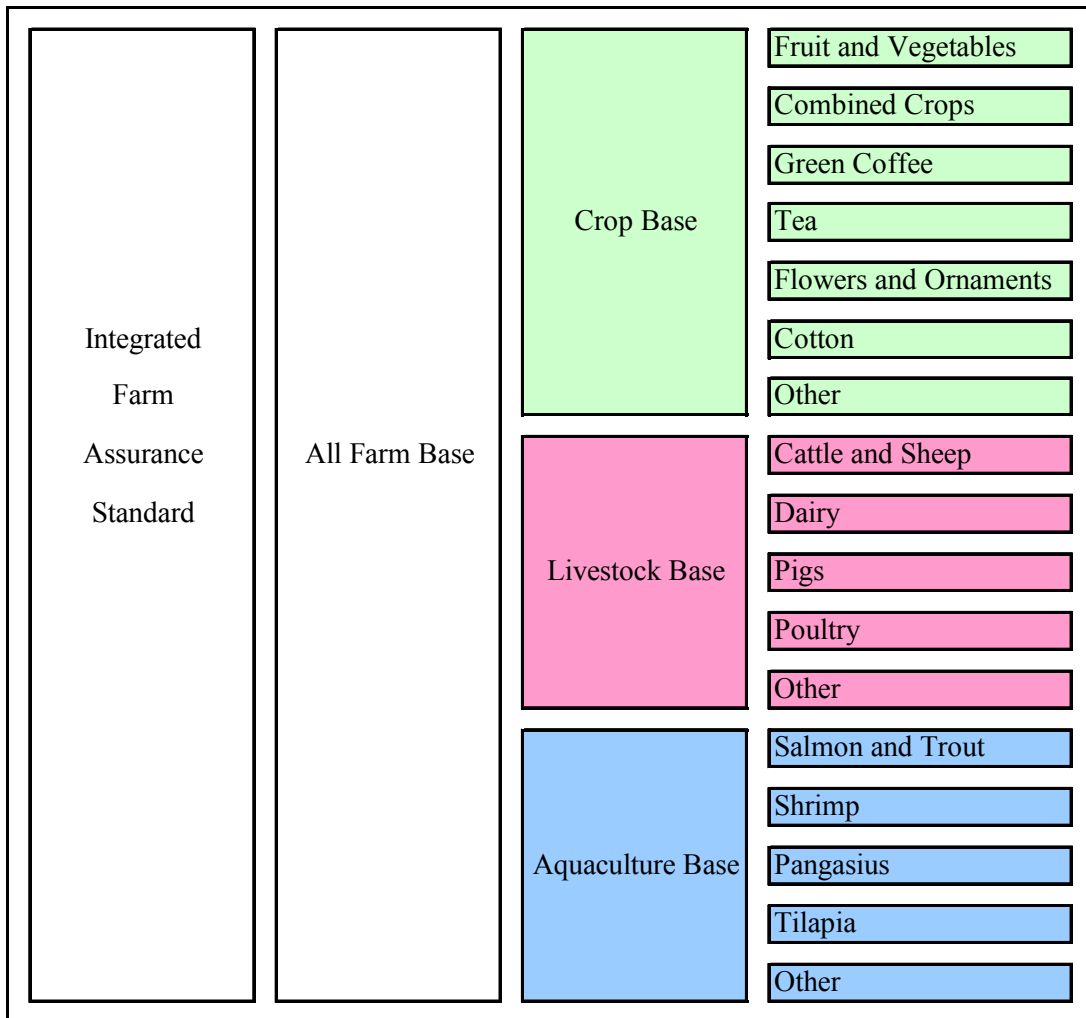 Integrated
Farm
Assurance
Standard
All Farm Base
Crop Base
Fruit and Vegetables
Combined Crops
Green Coffee
Tea
Flowers and Ornaments
Cotton
Other
Livestock Base
Cattle and Sheep
Dairy
Pigs
Poultry
Other
Aquaculture Base
Salmon and Trout
Shrimp
Pangasius
Tilapia
Other